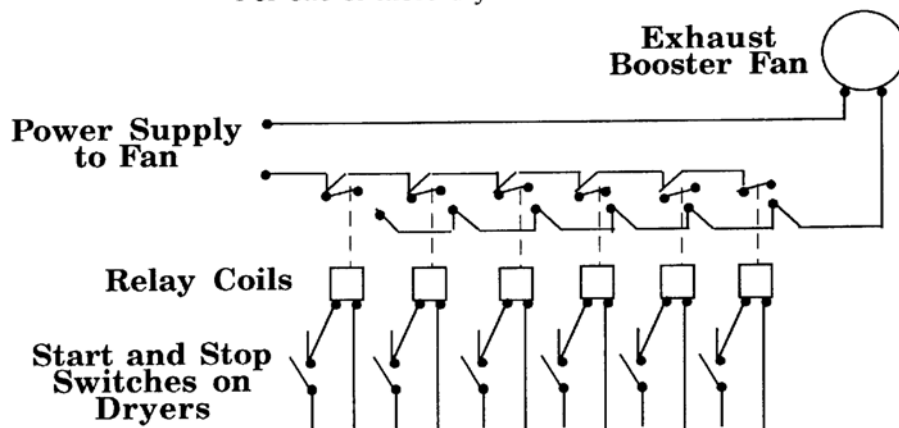 Exhaust
Booster Fan
Power Supply
to Fan
Relay Coils
Start and Stop
Switches on
Dryers